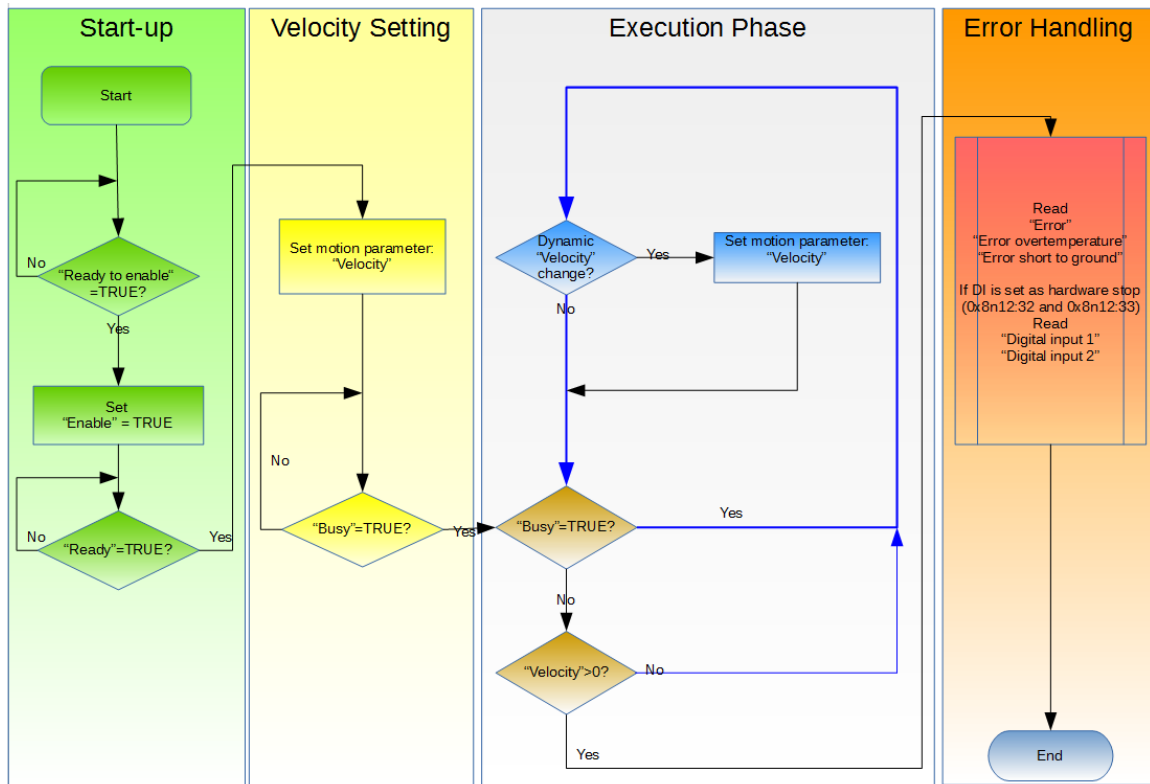 Start-up
Start
No
“Ready to enable“
=TRUE?
Yes
Set
“Enable” = TRUE
No
“Ready”=TRUE?
Yes
Velocity Setting
Set motion parameter:
“Velocity”
No
“Busy”=TRUE?
Yes
Execution Phase
Dynamic
“Velocity”
change?
Yes
Set motion parameter:
“Velocity”
No
“Busy”=TRUE?
Yes
No
“Velocity”>0?
No
Yes
Error Handling
Read
“Error”
“Error overtemperature”
“Error short to ground”
If DI is set as hardware stop
(0x8n12:32 and 0x8n12:33)
Read
“Digital input 1”
“Digital input 2”
End